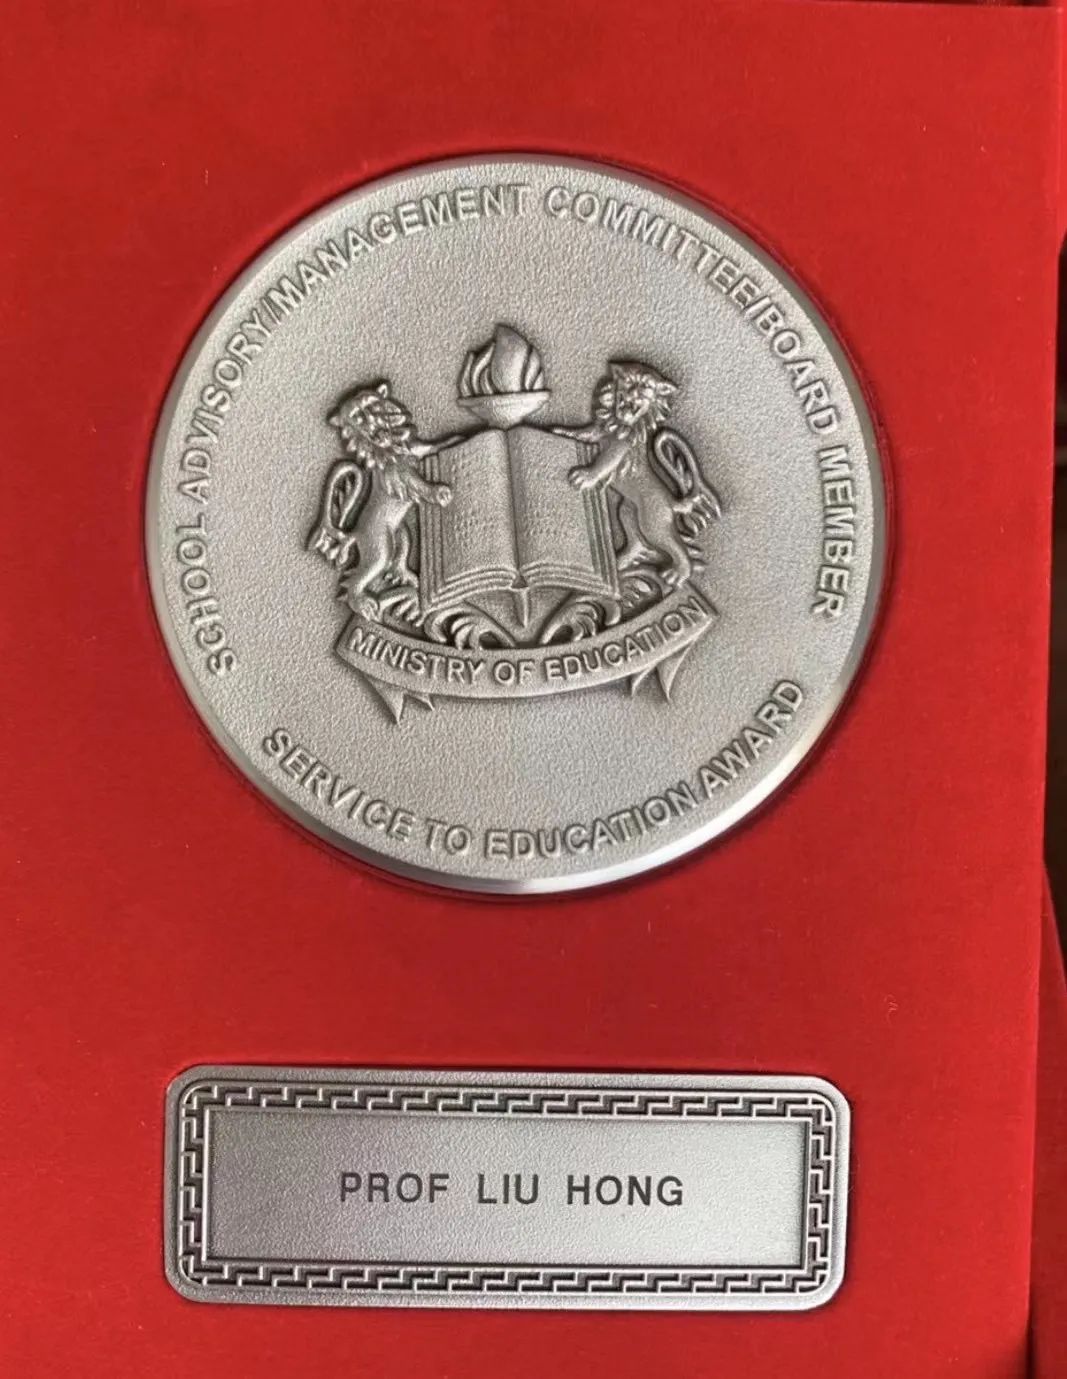 SCHOOL ADVISORY/MANAGEMENT COMMITTEE/BOARD MEMBER
MINISTRY OF EDUCATION
SERVICE TO EDUCATION AWARD
PROF LIU HONG